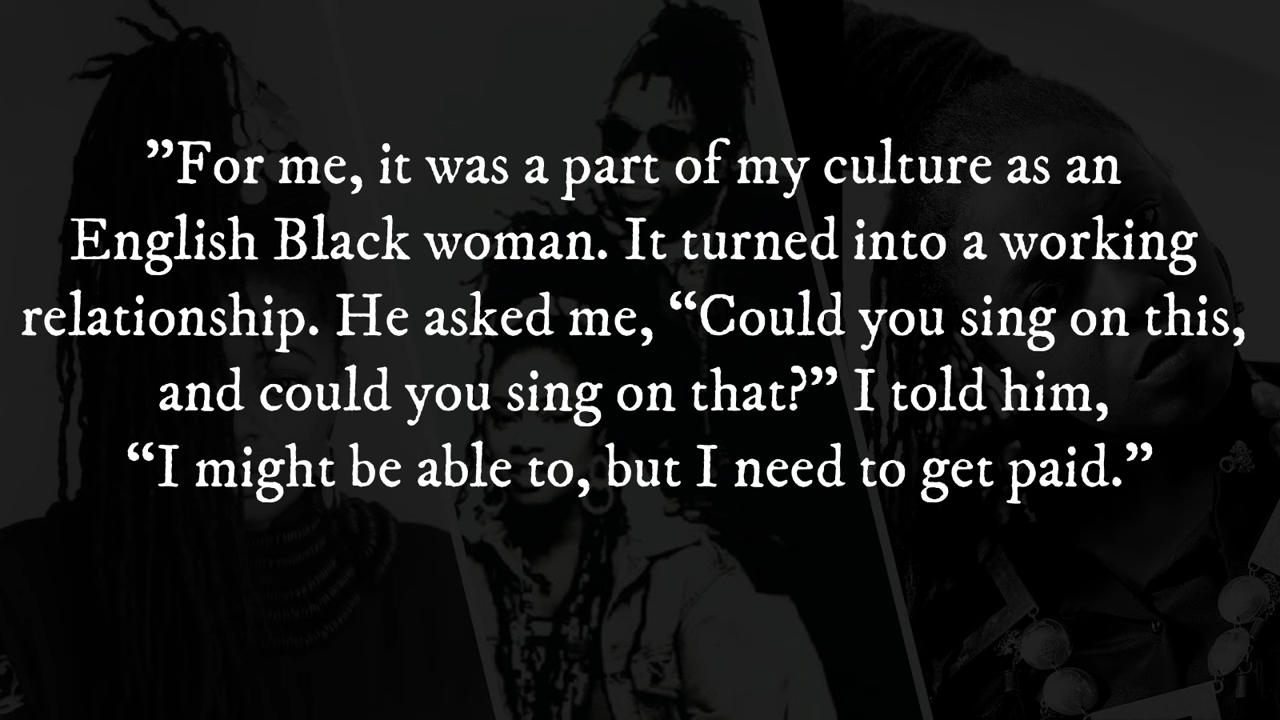 ”For me, it was a part of my culture as an
English Black woman. It turned into a working
relationship. He asked me, “Could you sing on this,
and could you sing on that?” I told him,
“I might be able to, but I need to get paid.”